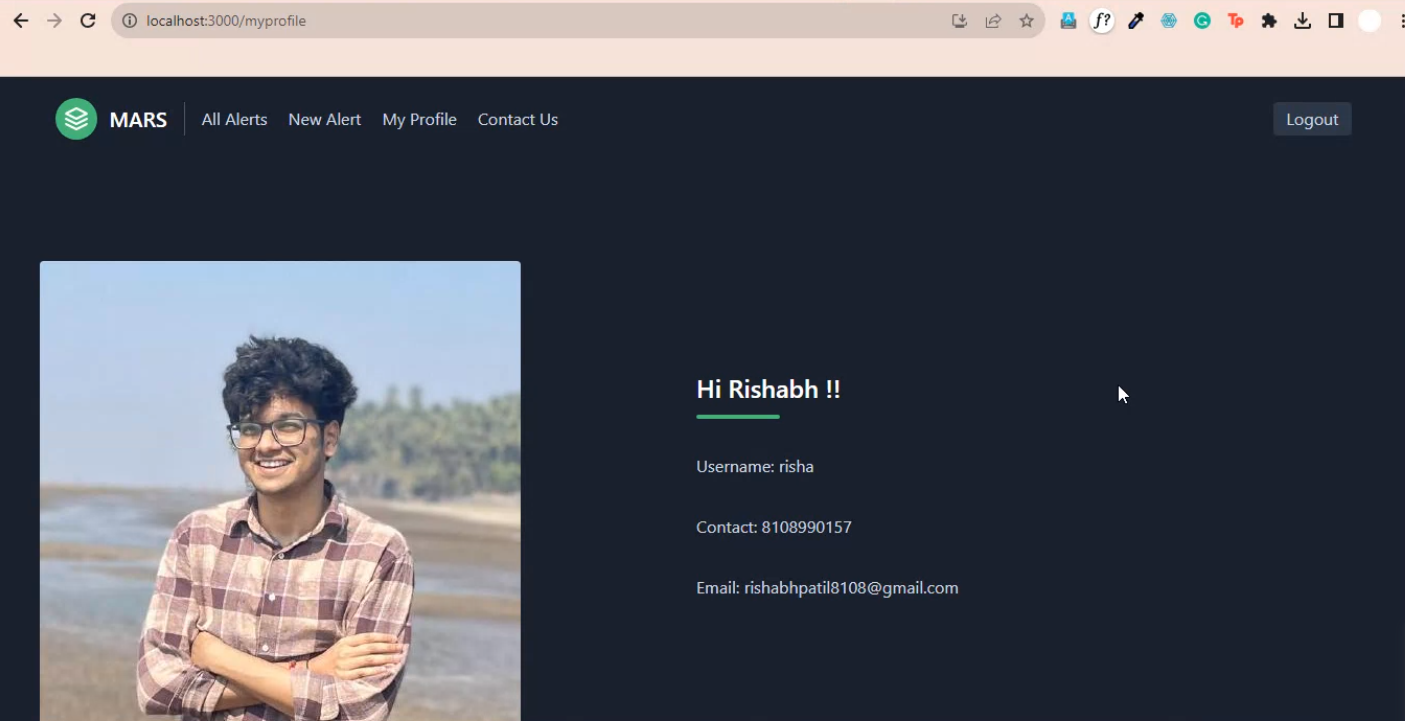 localhost:3000/myprofile
f?
Tp
MARS
All Alerts
New Alert
My Profile
Contact Us
Logout
Hi Rishabh !!
Username: risha
Contact: 8108990157
Email: rishabhpatil8108@gmail.com